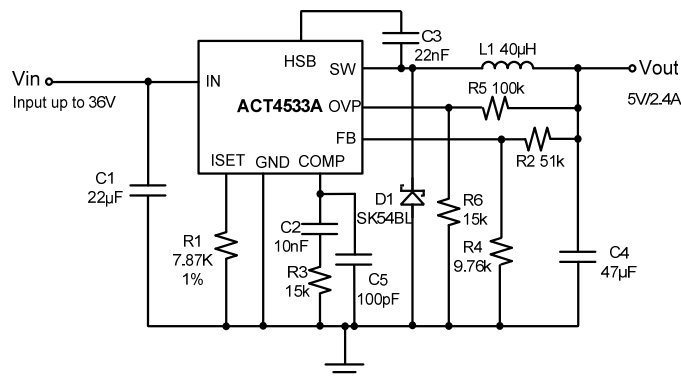 C3
22nF
HSB
SW
L1 40µH
Vin
Input up to 36V
IN
ACT4533A
OVP
R5 100k
Vout
5V/2.4A
FB
R2 51k
ISET
GND
COMP
C1
22µF
D1
SK54BL
R6
15k
C2
10nF
R1
7.87K
1%
R4
9.76k
C4
47µF
R3
15k
C5
100pF